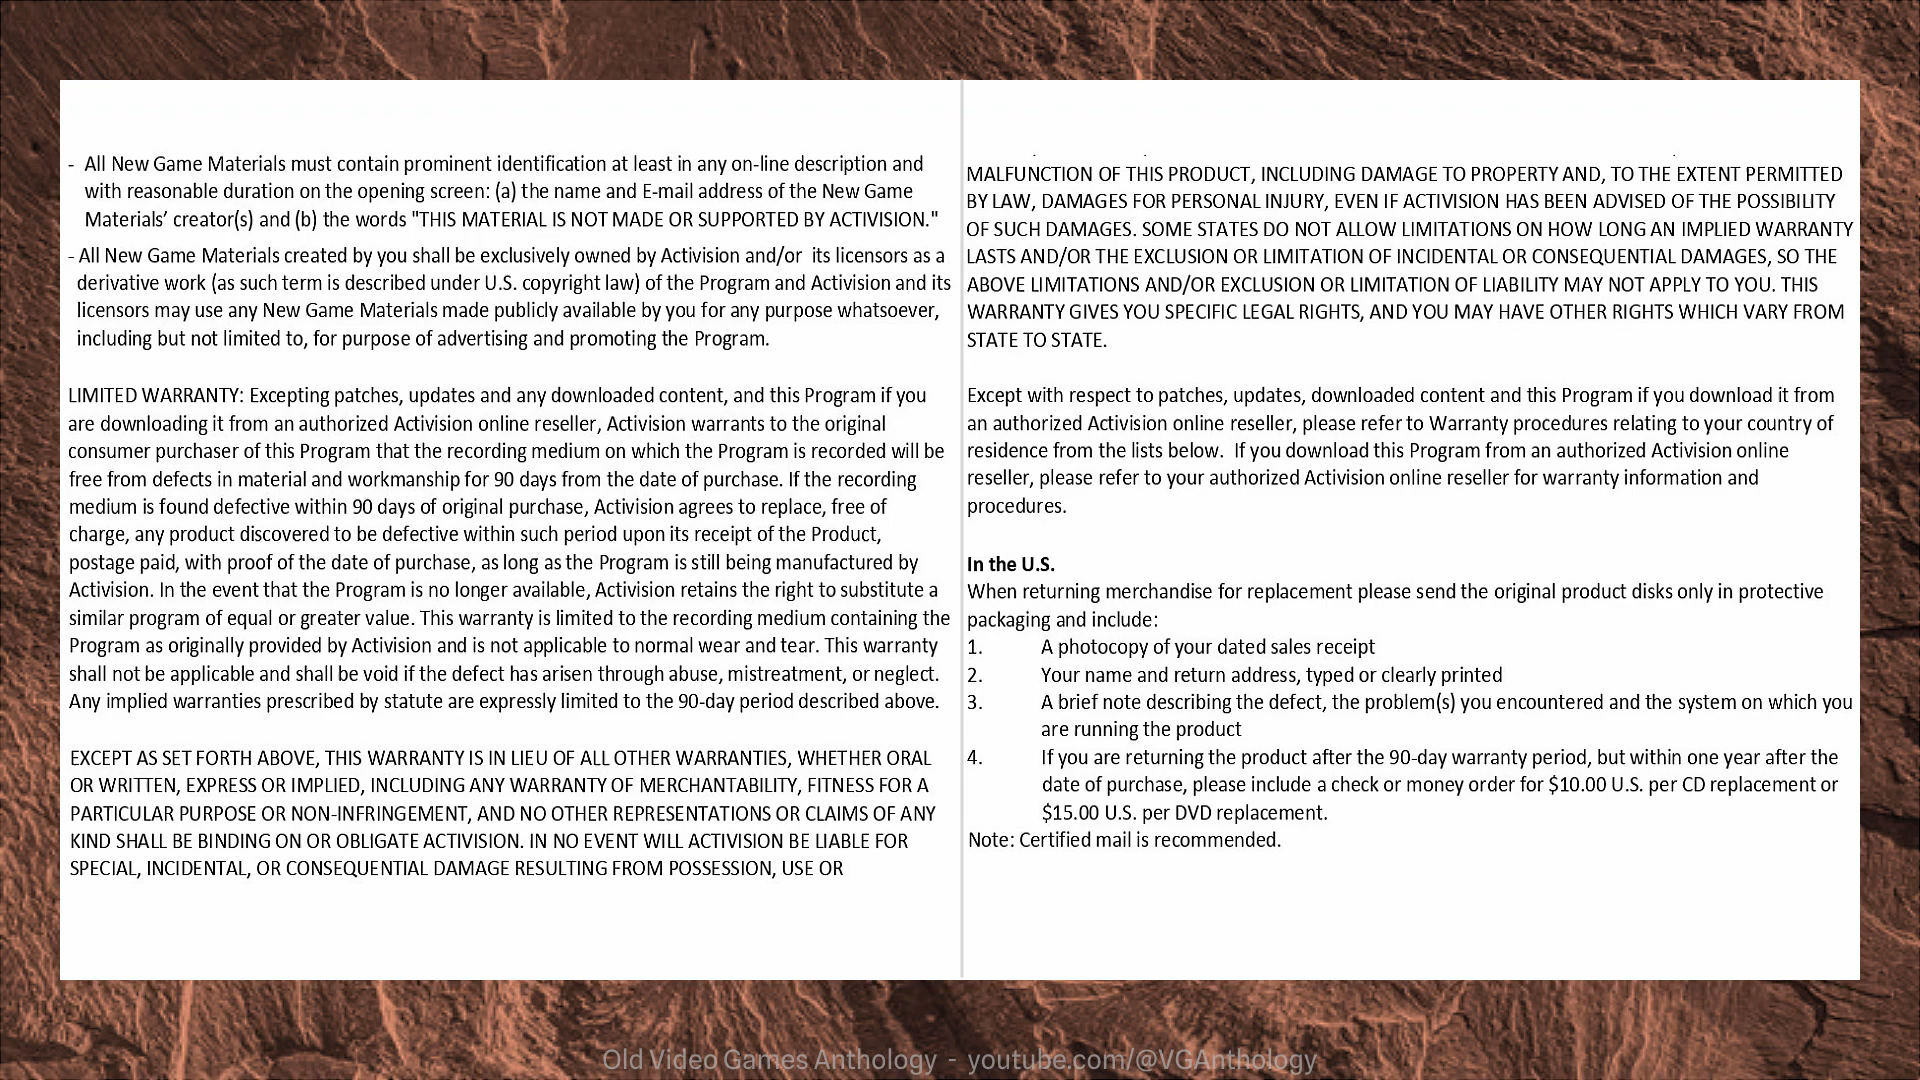 - All New Game Materials must contain prominent identification at least in any on-line description and
with reasonable duration on the opening screen: (a) the name and E-mail address of the New Game
Materials’ creator(s) and (b) the words "THIS MATERIAL IS NOT MADE OR SUPPORTED BY ACTIVISION."
- All New Game Materials created by you shall be exclusively owned by Activision and/or its licensors as a
derivative work (as such term is described under U.S. copyright law) of the Program and Activision and its
licensors may use any New Game Materials made publicly available by you for any purpose whatsoever,
including but not limited to, for purpose of advertising and promoting the Program.
LIMITED WARRANTY: Excepting patches, updates and any downloaded content, and this Program if you
are downloading it from an authorized Activision online reseller, Activision warrants to the original
consumer purchaser of this Program that the recording medium on which the Program is recorded will be
free from defects in material and workmanship for 90 days from the date of purchase. If the recording
medium is found defective within 90 days of original purchase, Activision agrees to replace, free of
charge, any product discovered to be defective within such period upon its receipt of the Product,
postage paid, with proof of the date of purchase, as long as the Program is still being manufactured by
Activision. In the event that the Program is no longer available, Activision retains the right to substitute a
similar program of equal or greater value. This warranty is limited to the recording medium containing the
Program as originally provided by Activision and is not applicable to normal wear and tear. This warranty
shall not be applicable and shall be void if the defect has arisen through abuse, mistreatment, or neglect.
Any implied warranties prescribed by statute are expressly limited to the 90-day period described above.
EXCEPT AS SET FORTH ABOVE, THIS WARRANTY IS IN LIEU OF ALL OTHER WARRANTIES, WHETHER ORAL
OR WRITTEN, EXPRESS OR IMPLIED, INCLUDING ANY WARRANTY OF MERCHANTABILITY, FITNESS FOR A
PARTICULAR PURPOSE OR NON-INFRINGEMENT, AND NO OTHER REPRESENTATIONS OR CLAIMS OF ANY
KIND SHALL BE BINDING ON OR OBLIGATE ACTIVISION. IN NO EVENT WILL ACTIVISION BE LIABLE FOR
SPECIAL, INCIDENTAL, OR CONSEQUENTIAL DAMAGE RESULTING FROM POSSESSION, USE OR
MALFUNCTION OF THIS PRODUCT, INCLUDING DAMAGE TO PROPERTY AND, TO THE EXTENT PERMITTED
BY LAW, DAMAGES FOR PERSONAL INJURY, EVEN IF ACTIVISION HAS BEEN ADVISED OF THE POSSIBILITY
OF SUCH DAMAGES. SOME STATES DO NOT ALLOW LIMITATIONS ON HOW LONG AN IMPLIED WARRANTY
LASTS AND/OR THE EXCLUSION OR LIMITATION OF INCIDENTAL OR CONSEQUENTIAL DAMAGES, SO THE
ABOVE LIMITATIONS AND/OR EXCLUSION OR LIMITATION OF LIABILITY MAY NOT APPLY TO YOU. THIS
WARRANTY GIVES YOU SPECIFIC LEGAL RIGHTS, AND YOU MAY HAVE OTHER RIGHTS WHICH VARY FROM
STATE TO STATE.
Except with respect to patches, updates, downloaded content and this Program if you download it from
an authorized Activision online reseller, please refer to Warranty procedures relating to your country of
residence from the lists below. If you download this Program from an authorized Activision online
reseller, please refer to your authorized Activision online reseller for warranty information and
procedures.
In the U.S.
When returning merchandise for replacement please send the original product disks only in protective
packaging and include:
1. A photocopy of your dated sales receipt
2. Your name and return address, typed or clearly printed
3. A brief note describing the defect, the problem(s) you encountered and the system on which you
are running the product
4. If you are returning the product after the 90-day warranty period, but within one year after the
date of purchase, please include a check or money order for $10.00 U.S. per CD replacement or
$15.00 U.S. per DVD replacement.
Note: Certified mail is recommended.
Old Video Games Anthology - youtube.com/@VGAnthology